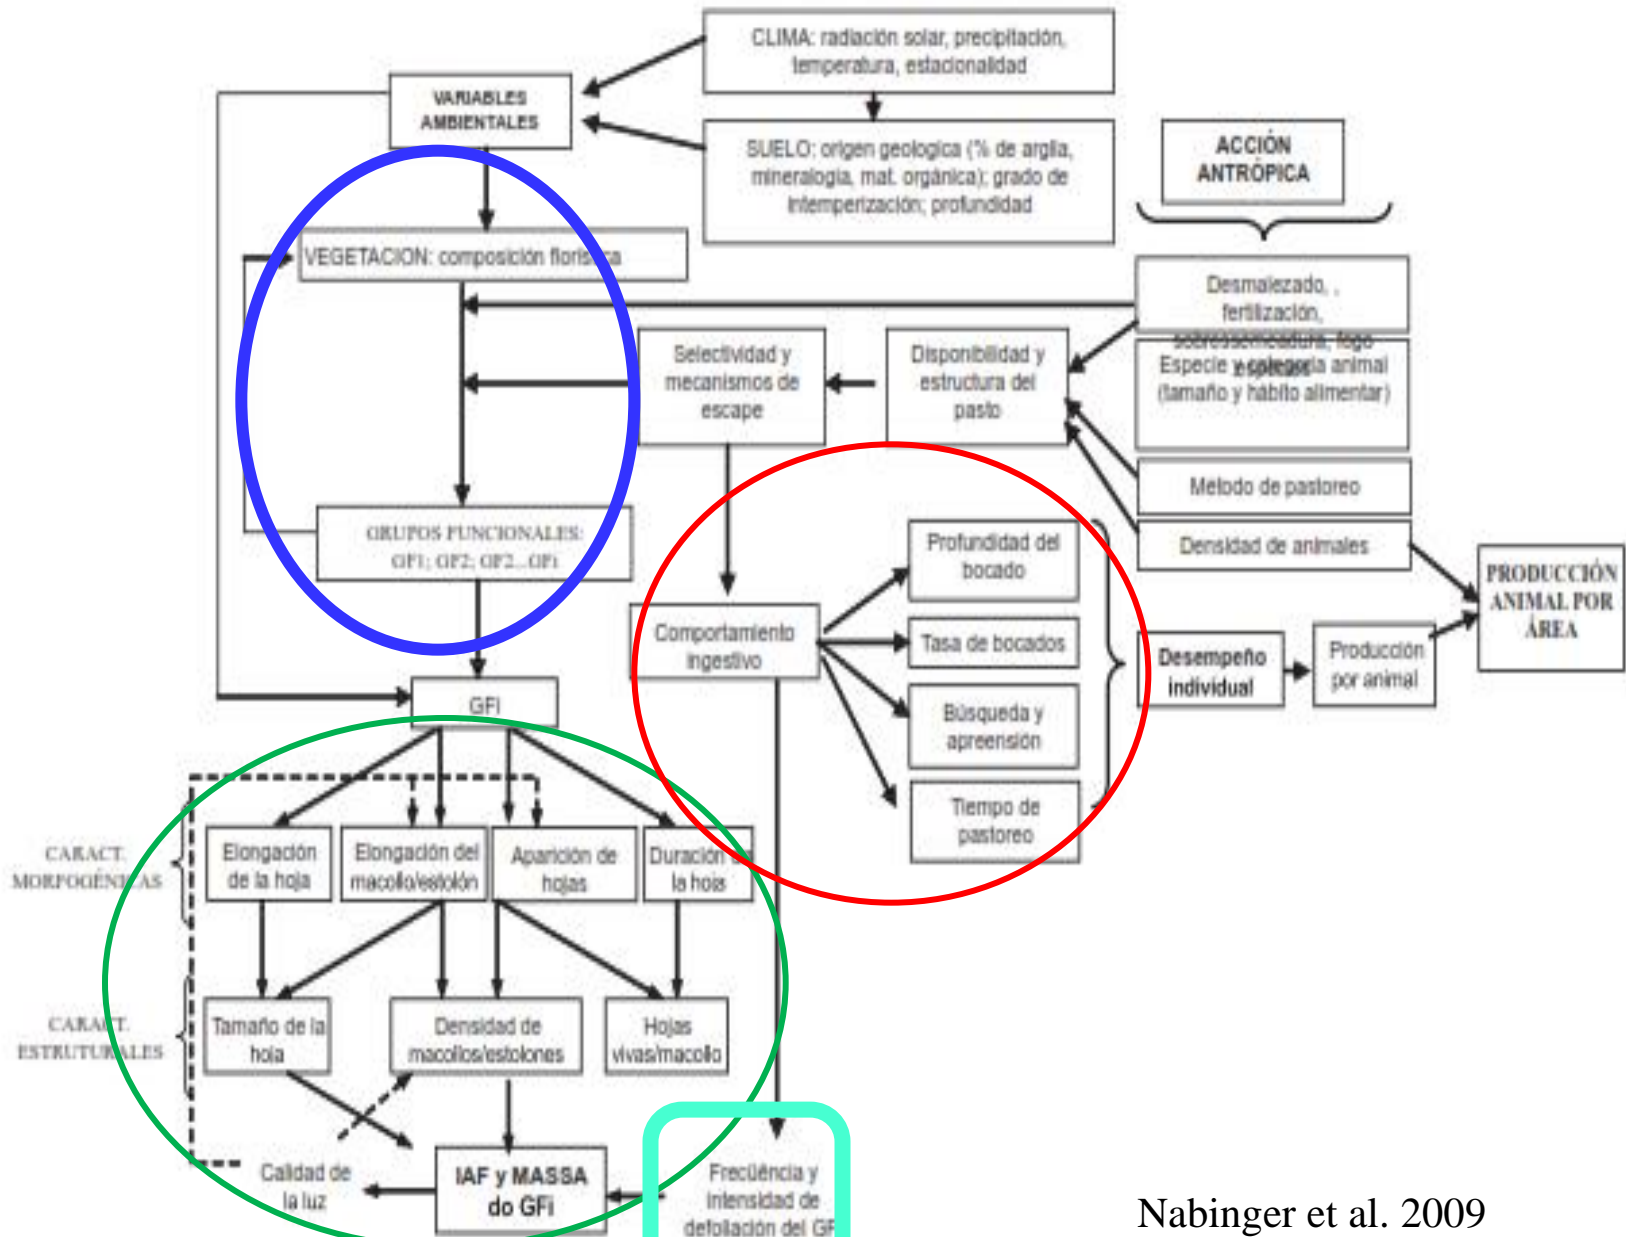 CLIMA: radiación solar, precipitación,
temperatura, estacionalidad
VARIABLES
AMBIENTALES
SUELO: origen geologica (% de arglia,
mineralogia, mat. orgánica); grado de
intemperización; profundidad
ACCIÓN
ANTRÓPICA
VEGETACION: composición floristica
Desmalezado, ,
fertilización,
sobressemeadura, fogo
Especie y categoria animal
(tamaño y hábito alimentar)
Selectividad y
mecanismos de
escape
Disponibilidad y
estructura del
pasto
Metodo de pastoreo
Densidad de animales
GRUPOS FUNCIONALES:
GF1; GF2; GF2...GFi
Profundidad del
bocado
PRODUCCIÓN
ANIMAL POR
ÁREA
Comportamiento
ingestivo
Tasa de bocados
Desempeño
individual
Producción
por animal
GFi
Búsqueda y
apreensión
Tiempo de
pastoreo
CARACT.
MORFOGÉNICAS
Elongación
de la hoja
Elongación del
macollo/estolón
Aparición de
hojas
Duración de
la hoja
CARACT.
ESTRUTURALES
Tamaño de la
hoja
Densidad de
macollos/estolones
Hojas
vivas/macollo
Calidad de
la luz
IAF y MASSA
do GFi
Frecüência y
intensidad de
defoliación del GF
Nabinger et al. 2009